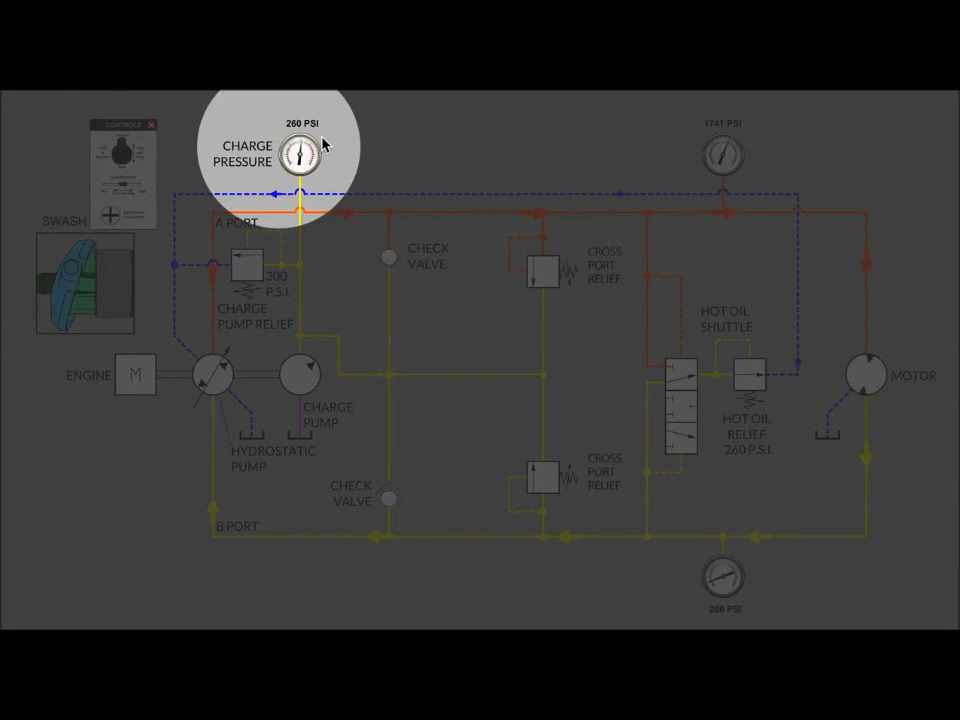 CONTROLS
260 PSI
CHARGE
PRESSURE
1741 PSI
SWASH
A PORT
CHECK
VALVE
CROSS
PORT
RELIEF
300
P.S.I.
CHARGE
PUMP RELIEF
HOT OIL
SHUTTLE
ENGINE
M
MOTOR
CHARGE
PUMP
HYDROSTATIC
PUMP
HOT OIL
RELIEF
260 P.S.I.
CHECK
VALVE
CROSS
PORT
RELIEF
B PORT
260 PSI